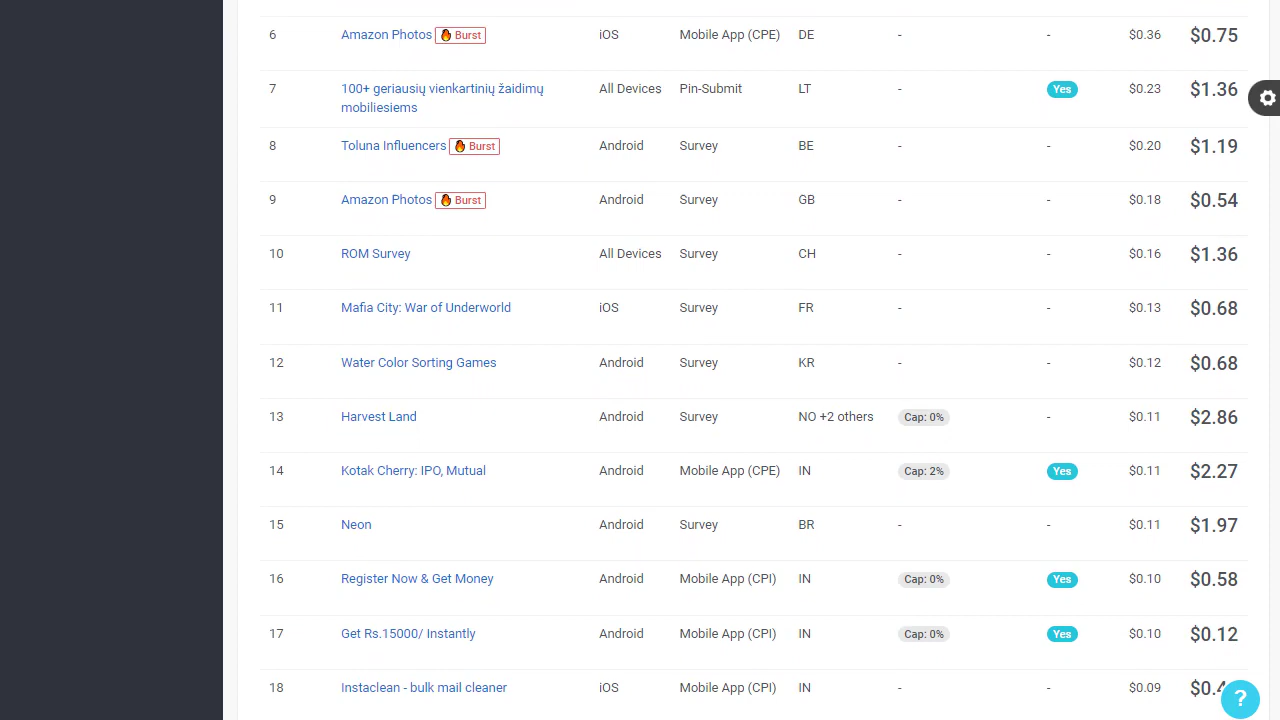 6 Amazon Photos Burst iOS Mobile App (CPE) DE - - $0.36 $0.75
7 100+ geriausių vienkartinių žaidimų All Devices Pin-Submit LT - Yes $0.23 $1.36
mobiliesiems
8 Toluna Influencers Burst Android Survey BE - - $0.20 $1.19
9 Amazon Photos Burst Android Survey GB - - $0.18 $0.54
10 ROM Survey All Devices Survey CH - - $0.16 $1.36
11 Mafia City: War of Underworld iOS Survey FR - - $0.13 $0.68
12 Water Color Sorting Games Android Survey KR - - $0.12 $0.68
13 Harvest Land Android Survey NO +2 others Cap: 0% - $0.11 $2.86
14 Kotak Cherry: IPO, Mutual Android Mobile App (CPE) IN Cap: 2% Yes $0.11 $2.27
15 Neon Android Survey BR - - $0.11 $1.97
16 Register Now & Get Money Android Mobile App (CPI) IN Cap: 0% Yes $0.10 $0.58
17 Get Rs.15000/ Instantly Android Mobile App (CPI) IN Cap: 0% Yes $0.10 $0.12
18 Instaclean - bulk mail cleaner iOS Mobile App (CPI) IN - - $0.09
?